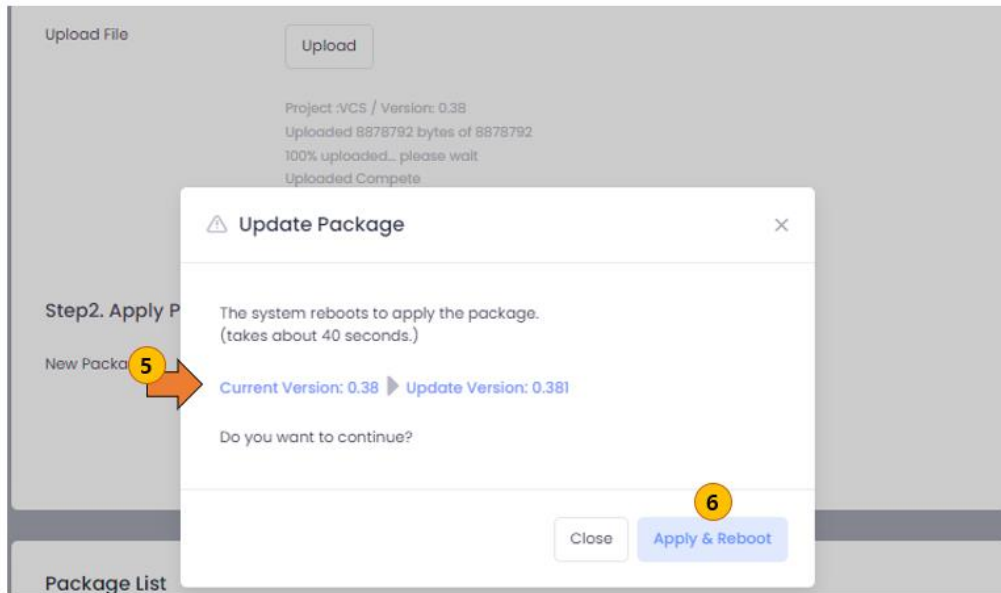 Upload File
Upload
Project :VCS / Version: 0.38
Uploaded 8878792 bytes of 8878792
100% uploaded... please wait
Uploaded Compete
Update Package
Step2. Apply P
The system reboots to apply the package.
(takes about 40 seconds.)
New Packa
5
Current Version: 0.38 Update Version: 0.381
Do you want to continue?
6
Close Apply & Reboot
Package List